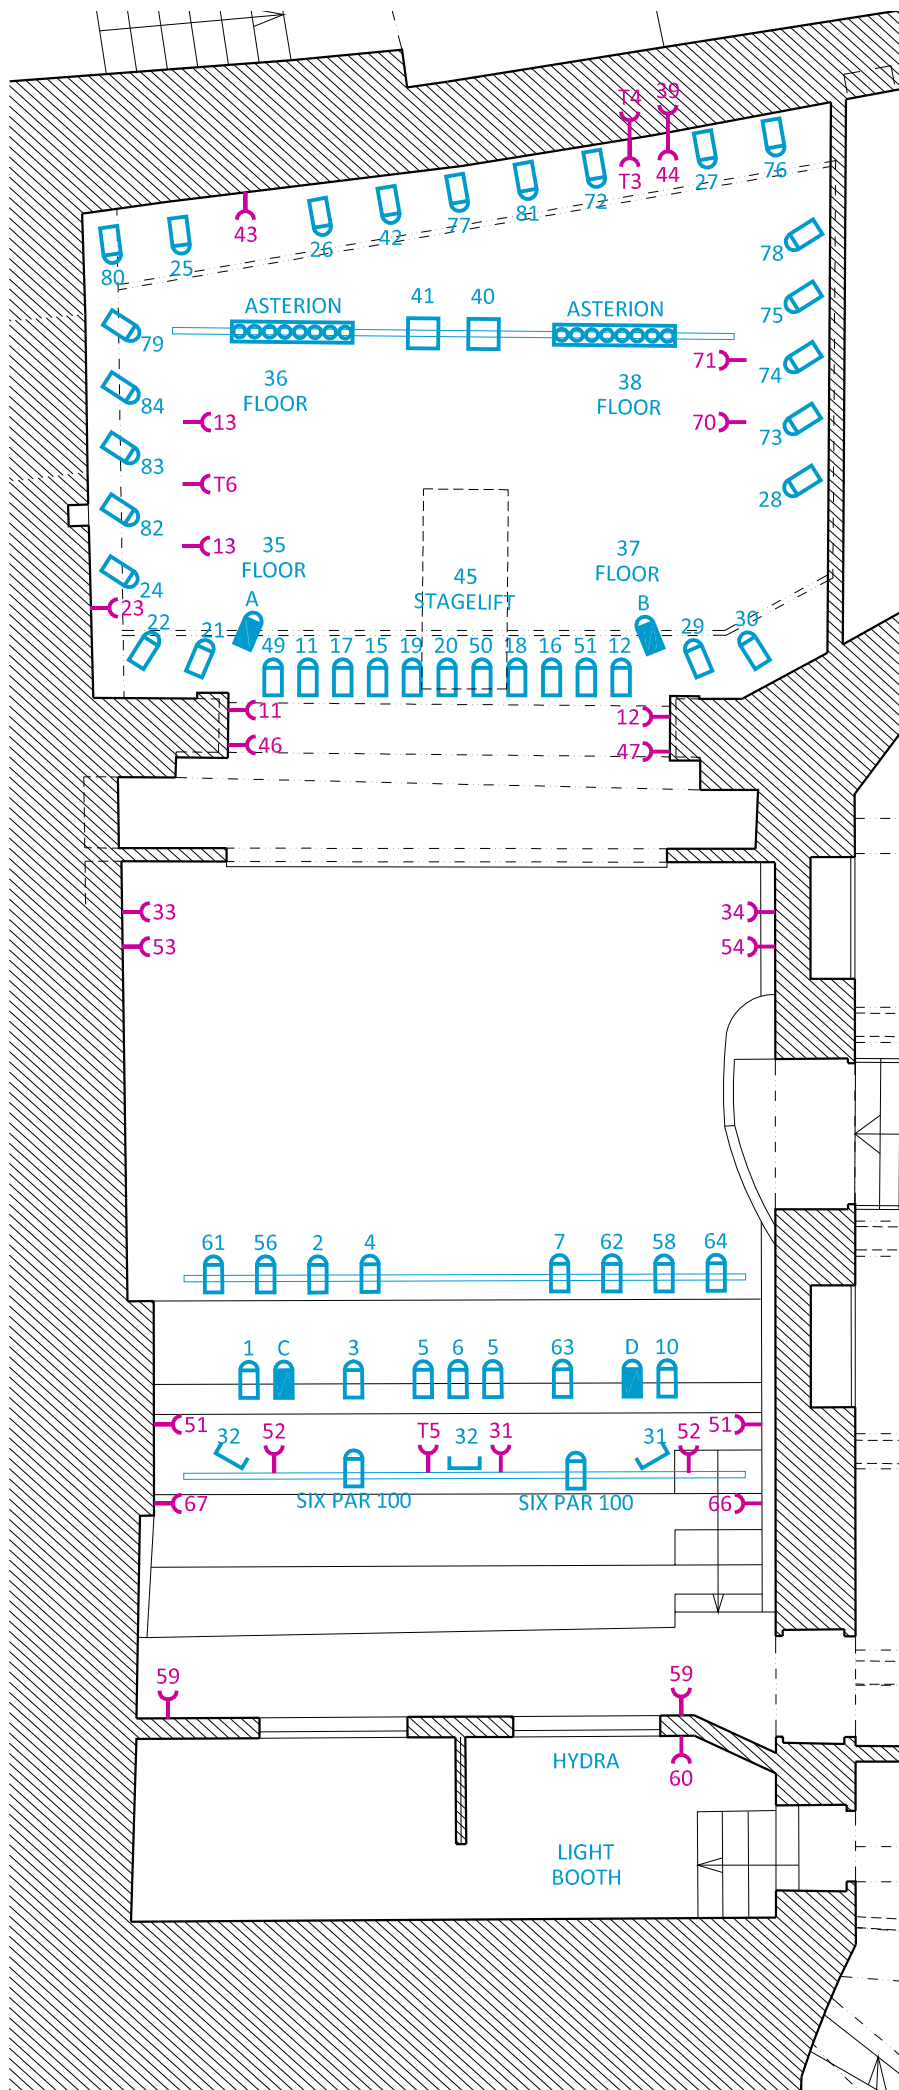 T4 39
T3 44 27 76
43 26 42 77 81 72
80 25
78
ASTERION 41 40 ASTERION
75
79
71 74
36
FLOOR
38
FLOOR
84
13 70 73
83
T6 28
82
13
35
FLOOR
37
FLOOR
45
STAGELIFT
24
A B
23
22 21 29 30
49 11 17 15 19 20 50 18 16 51 12
11 12
46 47
33 34
53 54
61 56 2 4 7 62 58 64
1 C 3 5 6 5 63 D 10
51 51
32 52 T5 32 31 31 52
SIX PAR 100 SIX PAR 100
67 66
59 59
HYDRA
60
LIGHT
BOOTH